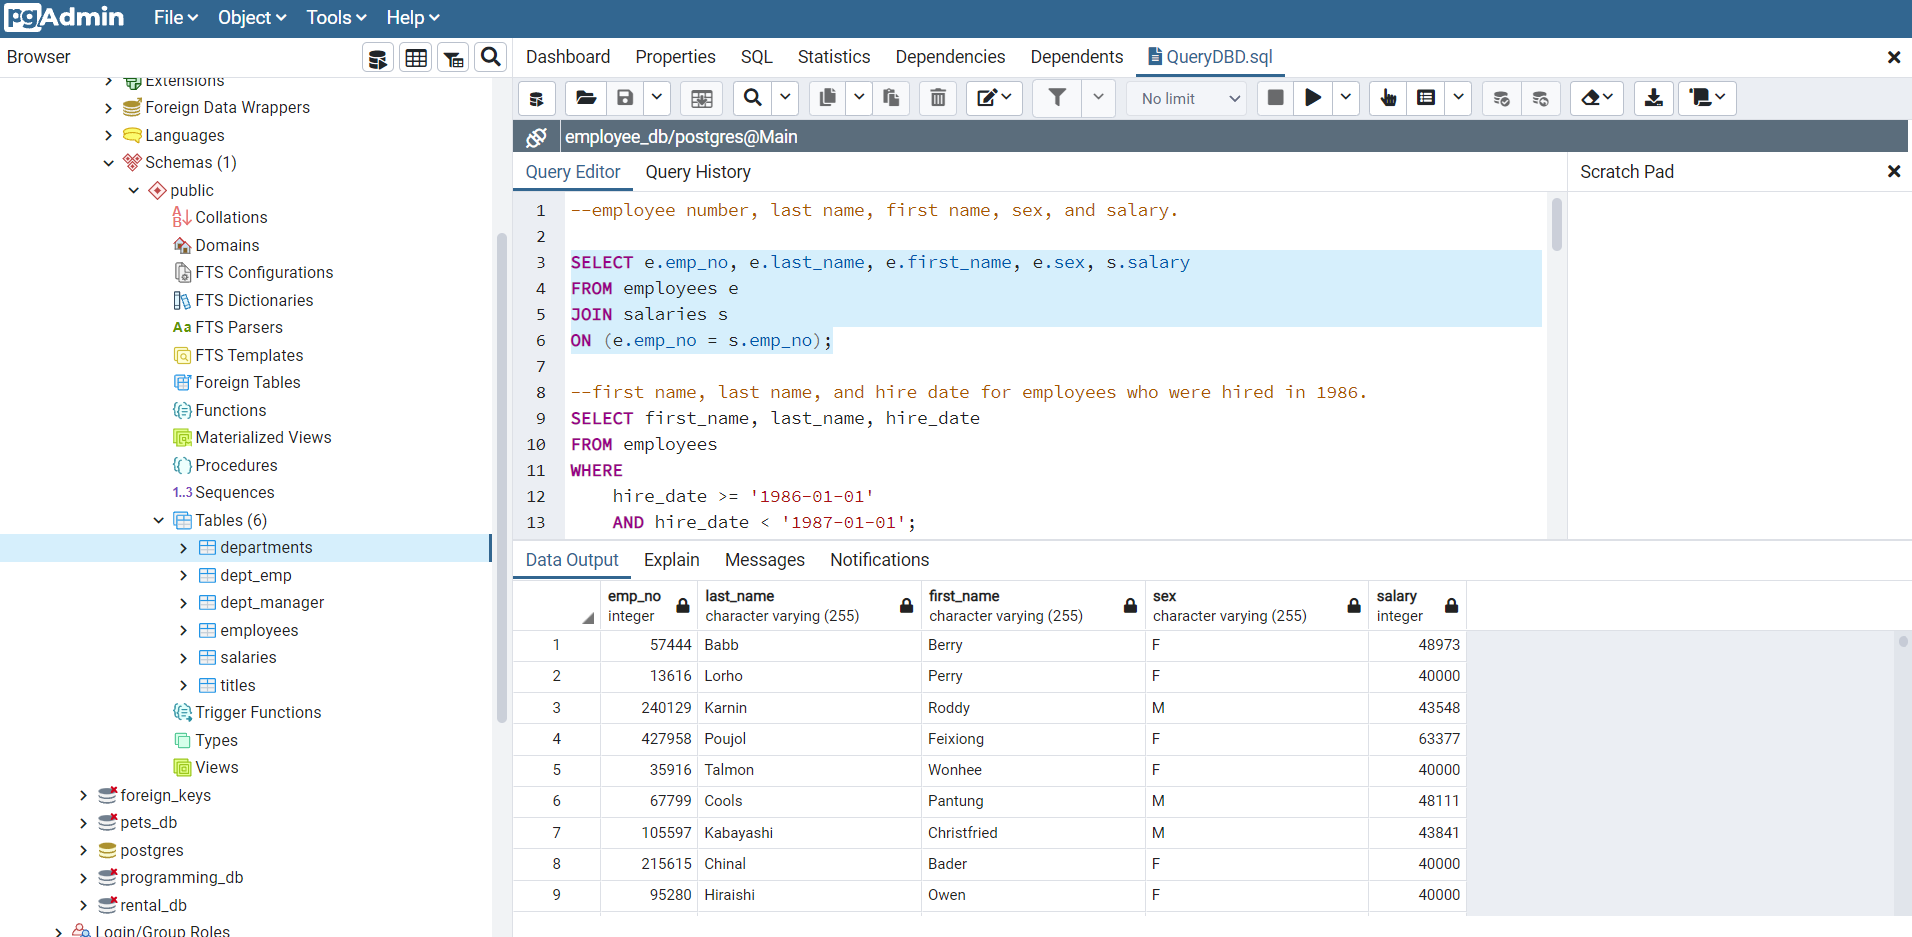 pgAdmin File Object Tools Help
Browser
Dashboard Properties SQL Statistics Dependencies Dependents QueryDBD.sql
Extensions
Foreign Data Wrappers
Languages
Schemas (1)
public
Collations
Domains
FTS Configurations
FTS Dictionaries
Aa FTS Parsers
FTS Templates
Foreign Tables
Functions
Materialized Views
Procedures
1..3 Sequences
Tables (6)
departments
dept_emp
dept_manager
employees
salaries
titles
Trigger Functions
Types
Views
foreign_keys
pets_db
postgres
programming_db
rental_db
Login/Group Roles
No limit
employee_db/postgres@Main
Query Editor Query History
Scratch Pad
1 --employee number, last name, first name, sex, and salary.
2
3 SELECT e.emp_no, e.last_name, e.first_name, e.sex, s.salary
4 FROM employees e
5 JOIN salaries s
6 ON (e.emp_no = s.emp_no);
7
8 --first name, last name, and hire date for employees who were hired in 1986.
9 SELECT first_name, last_name, hire_date
10 FROM employees
11 WHERE
12 hire_date >= '1986-01-01'
13 AND hire_date < '1987-01-01';
Data Output Explain Messages Notifications
emp_no last_name first_name sex salary
integer character varying (255) character varying (255) character varying (255) integer
1 57444 Babb Berry F 48973
2 13616 Lorho Perry F 40000
3 240129 Karnin Roddy M 43548
4 427958 Poujol Feixiong F 63377
5 35916 Talmon Wonhee F 40000
6 67799 Cools Pantung M 48111
7 105597 Kabayashi Christfried M 43841
8 215615 Chinal Bader F 40000
9 95280 Hiraishi Owen F 40000